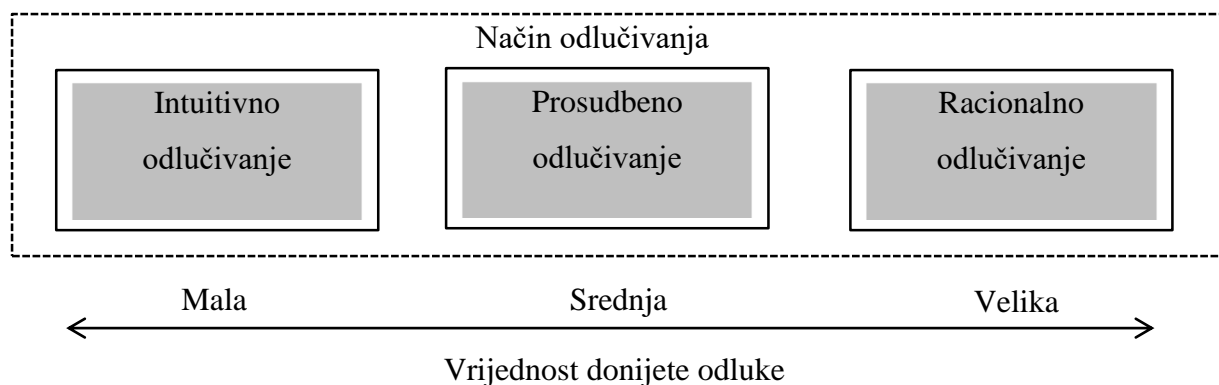 Način odlučivanja
Intuitivno
odlučivanje
Prosudbeno
odlučivanje
Racionalno
odlučivanje
Mala
Srednja
Velika
Vrijednost donijete odluke